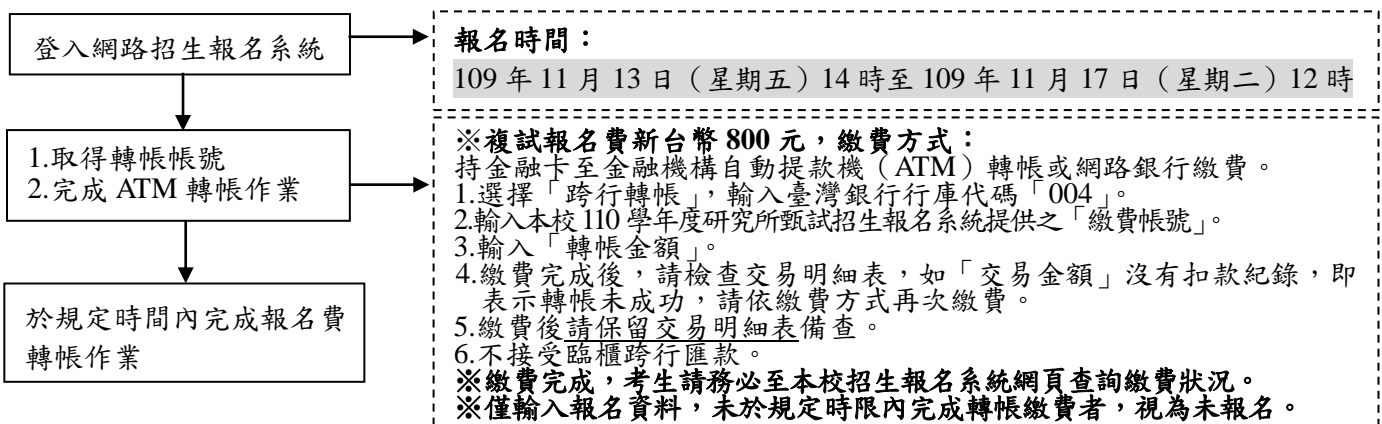 登入網路招生報名系統
報名時間：
109 年 11 月 13 日（星期五）14 時至 109 年 11 月 17 日（星期二）12 時
1.取得轉帳帳號
2.完成 ATM 轉帳作業
※複試報名費新台幣 800 元，繳費方式：
持金融卡至金融機構自動提款機（ATM）轉帳或網路銀行繳費。
1.選擇「跨行轉帳」，輸入臺灣銀行行庫代碼「004」。
2.輸入本校 110 學年度研究所甄試招生報名系統提供之「繳費帳號」。
3.輸入「轉帳金額」。
4.繳費完成後，請檢查交易明細表，如「交易金額」沒有扣款紀錄，即
表示轉帳未成功，請依繳費方式再次繳費。
5.繳費後請保留交易明細表備查。
6.不接受臨櫃跨行匯款。
※繳費完成，考生請務必至本校招生報名系統網頁查詢繳費狀況。
※僅輸入報名資料，未於規定時限內完成轉帳繳費者，視為未報名。
於規定時間內完成報名費
轉帳作業